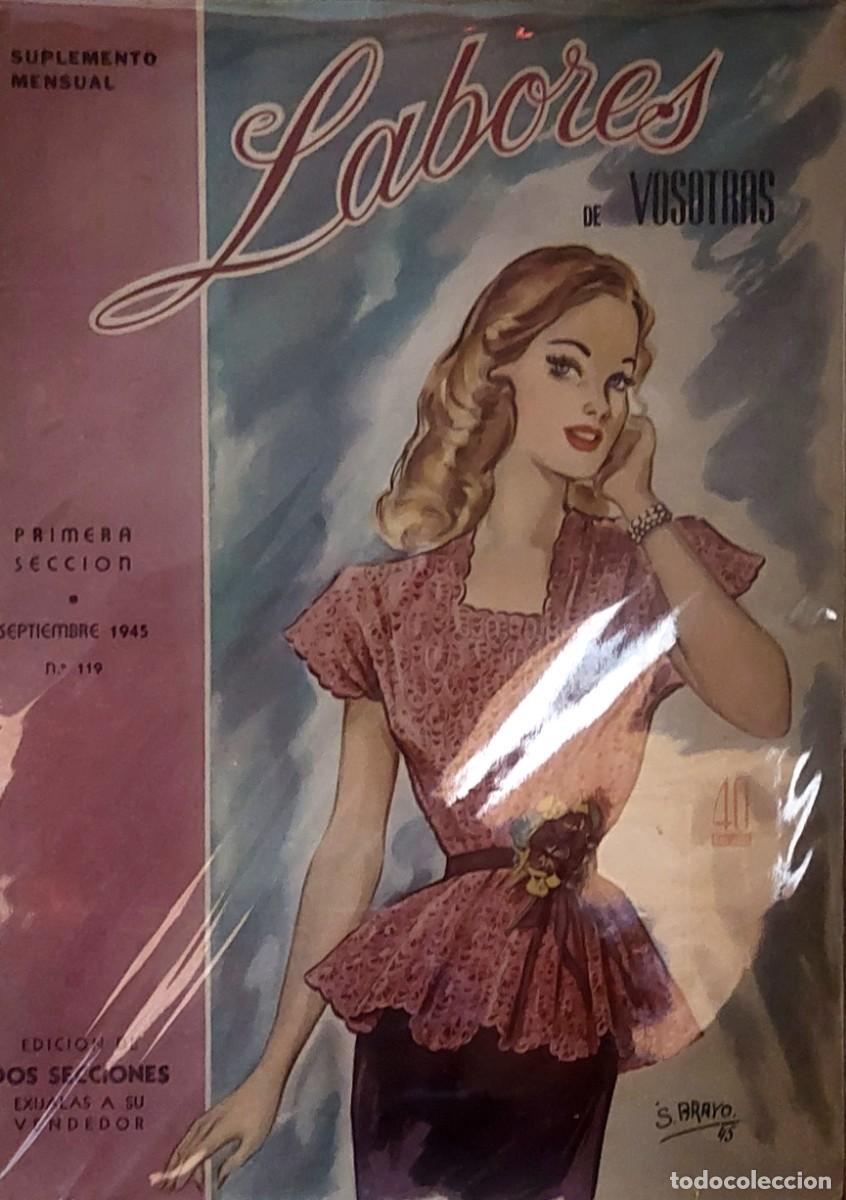 SUPLEMENTO
MENSUAL
Labores
DE VOSOTRAS
PRIMERA
SECCION
SEPTIEMBRE 1945
N.º 119
40
EDICION DE
DOS SECCIONES
EXIJALAS A SU
VENDEDOR
S. BRAVO.
45
todocoleccion